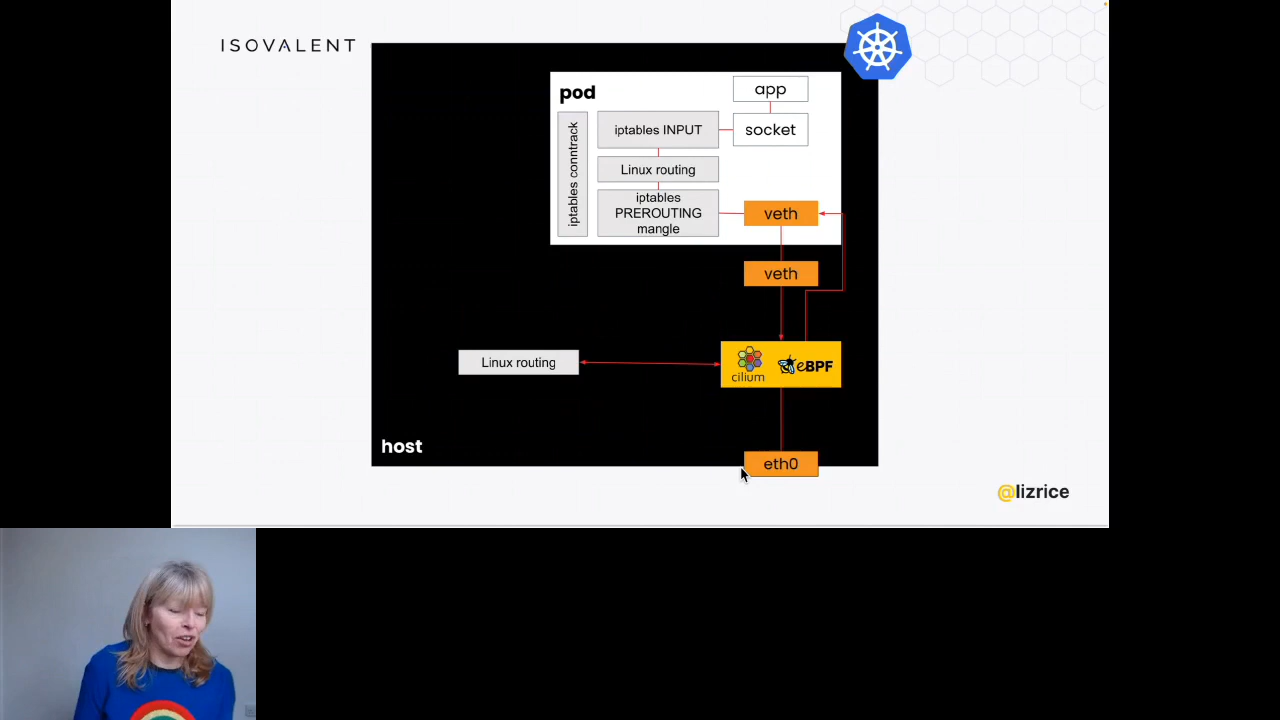 ISOVALENT
pod
app
iptables conntrack
iptables INPUT
socket
Linux routing
iptables
PREROUTING
mangle
veth
veth
Linux routing
cilium
eBPF
host
eth0
@lizrice